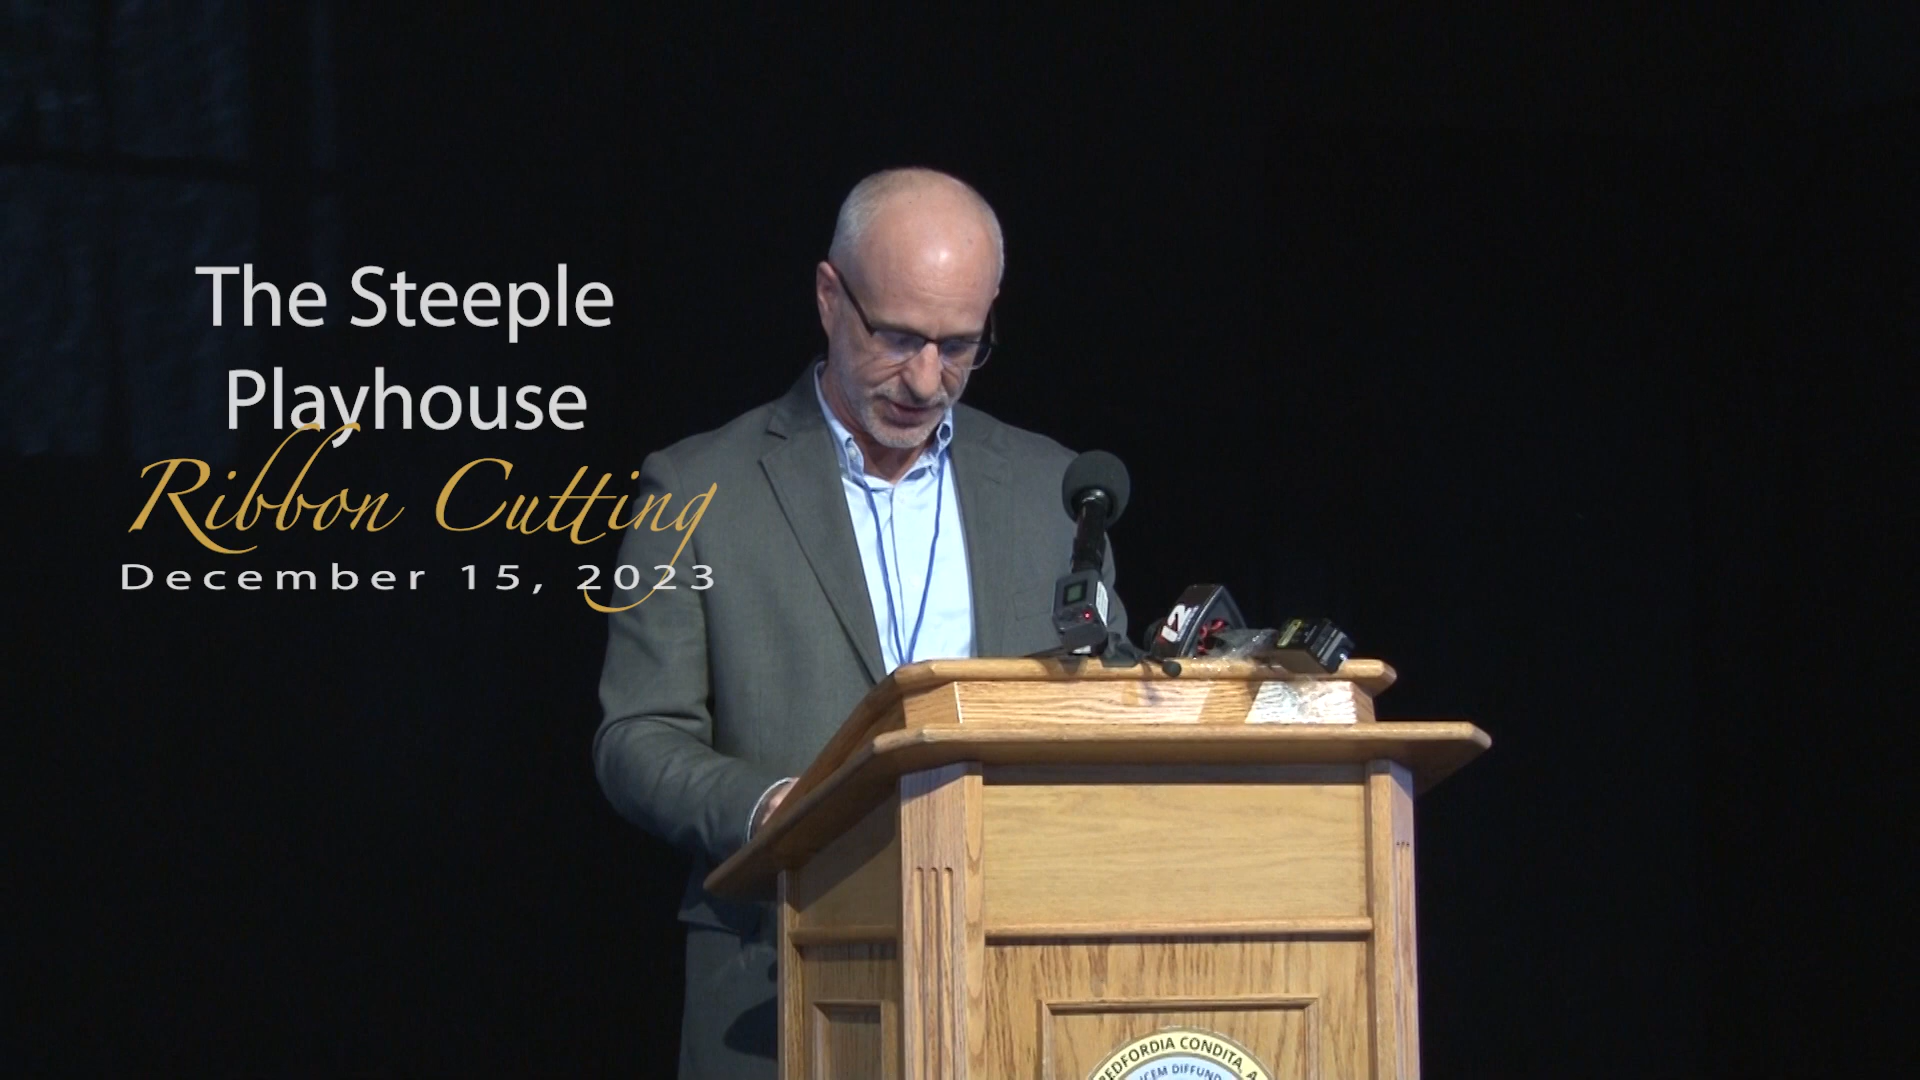 The Steeple
Playhouse
Ribbon Cutting
December 15, 2023
12
EDFORDIA CONDITA, A
CEM DIFFUND